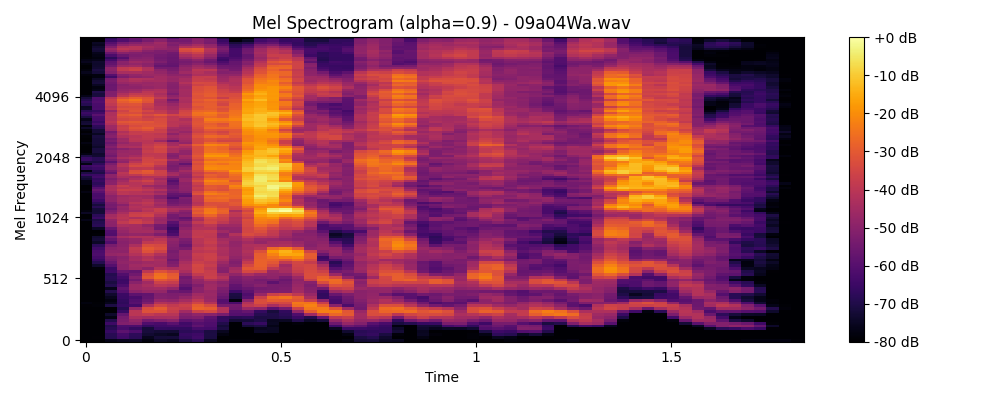 Mel Spectrogram (alpha=0.9) - 09a04Wa.wav
Mel Frequency
4096
2048
1024
512
0
0
0.5
1
1.5
Time
+0 dB
-10 dB
-20 dB
-30 dB
-40 dB
-50 dB
-60 dB
-70 dB
-80 dB